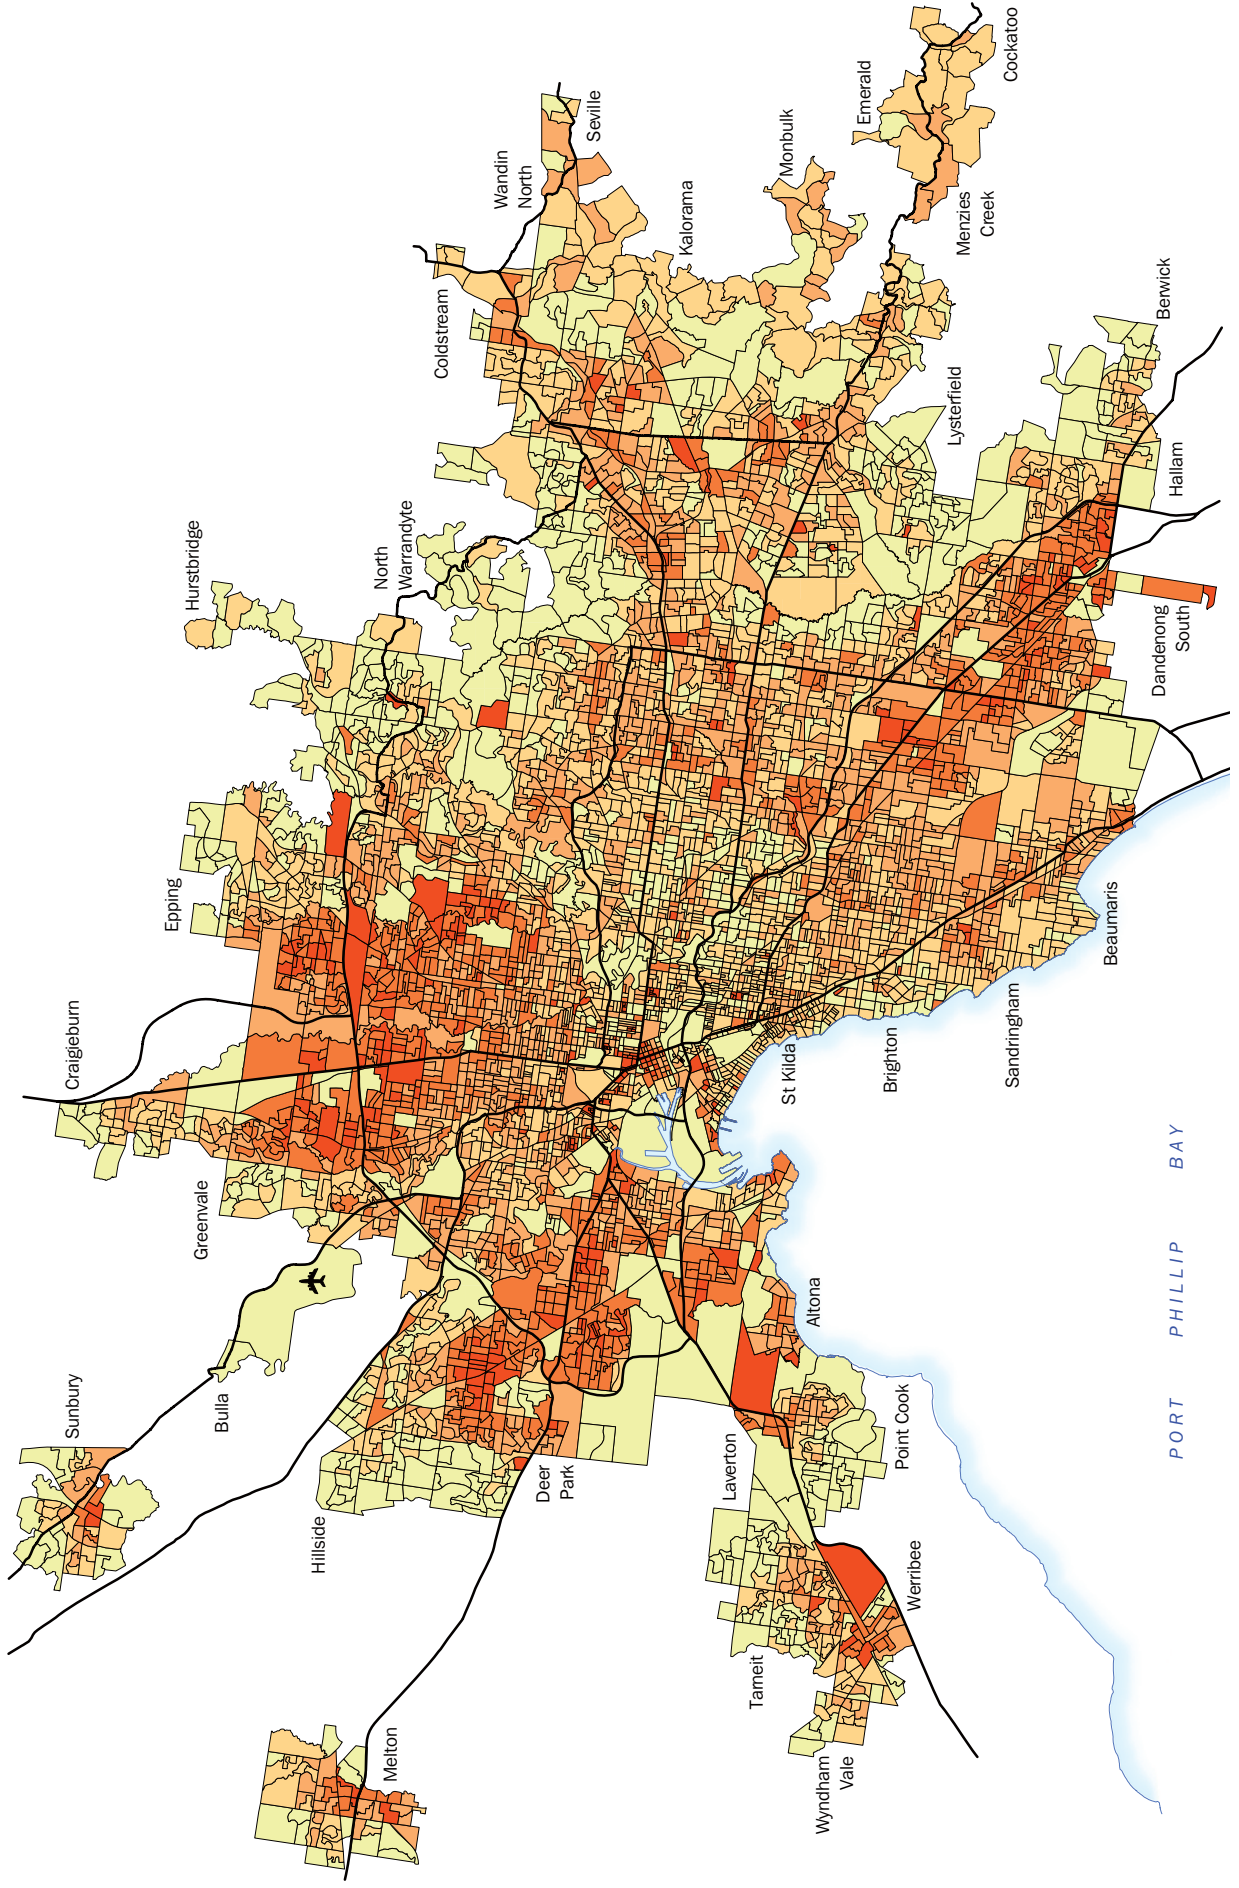 Sunbury
Bulla
Craigieburn
Greenvale
Epping
Hurstbridge
North
Warrandyte
Coldstream
Wandin
North
Seville
Kalorama
Monbulk
Emerald
Cockatoo
Menzies
Creek
Berwick
Lysterfield
Hallam
Dandenong
South
Beaumaris
Sandringham
Brighton
St Kilda
Altona
Point Cook
Laverton
Werribee
Tarneit
Wyndham
Vale
Melton
Hillside
Deer
Park
PORT PHILLIP BAY